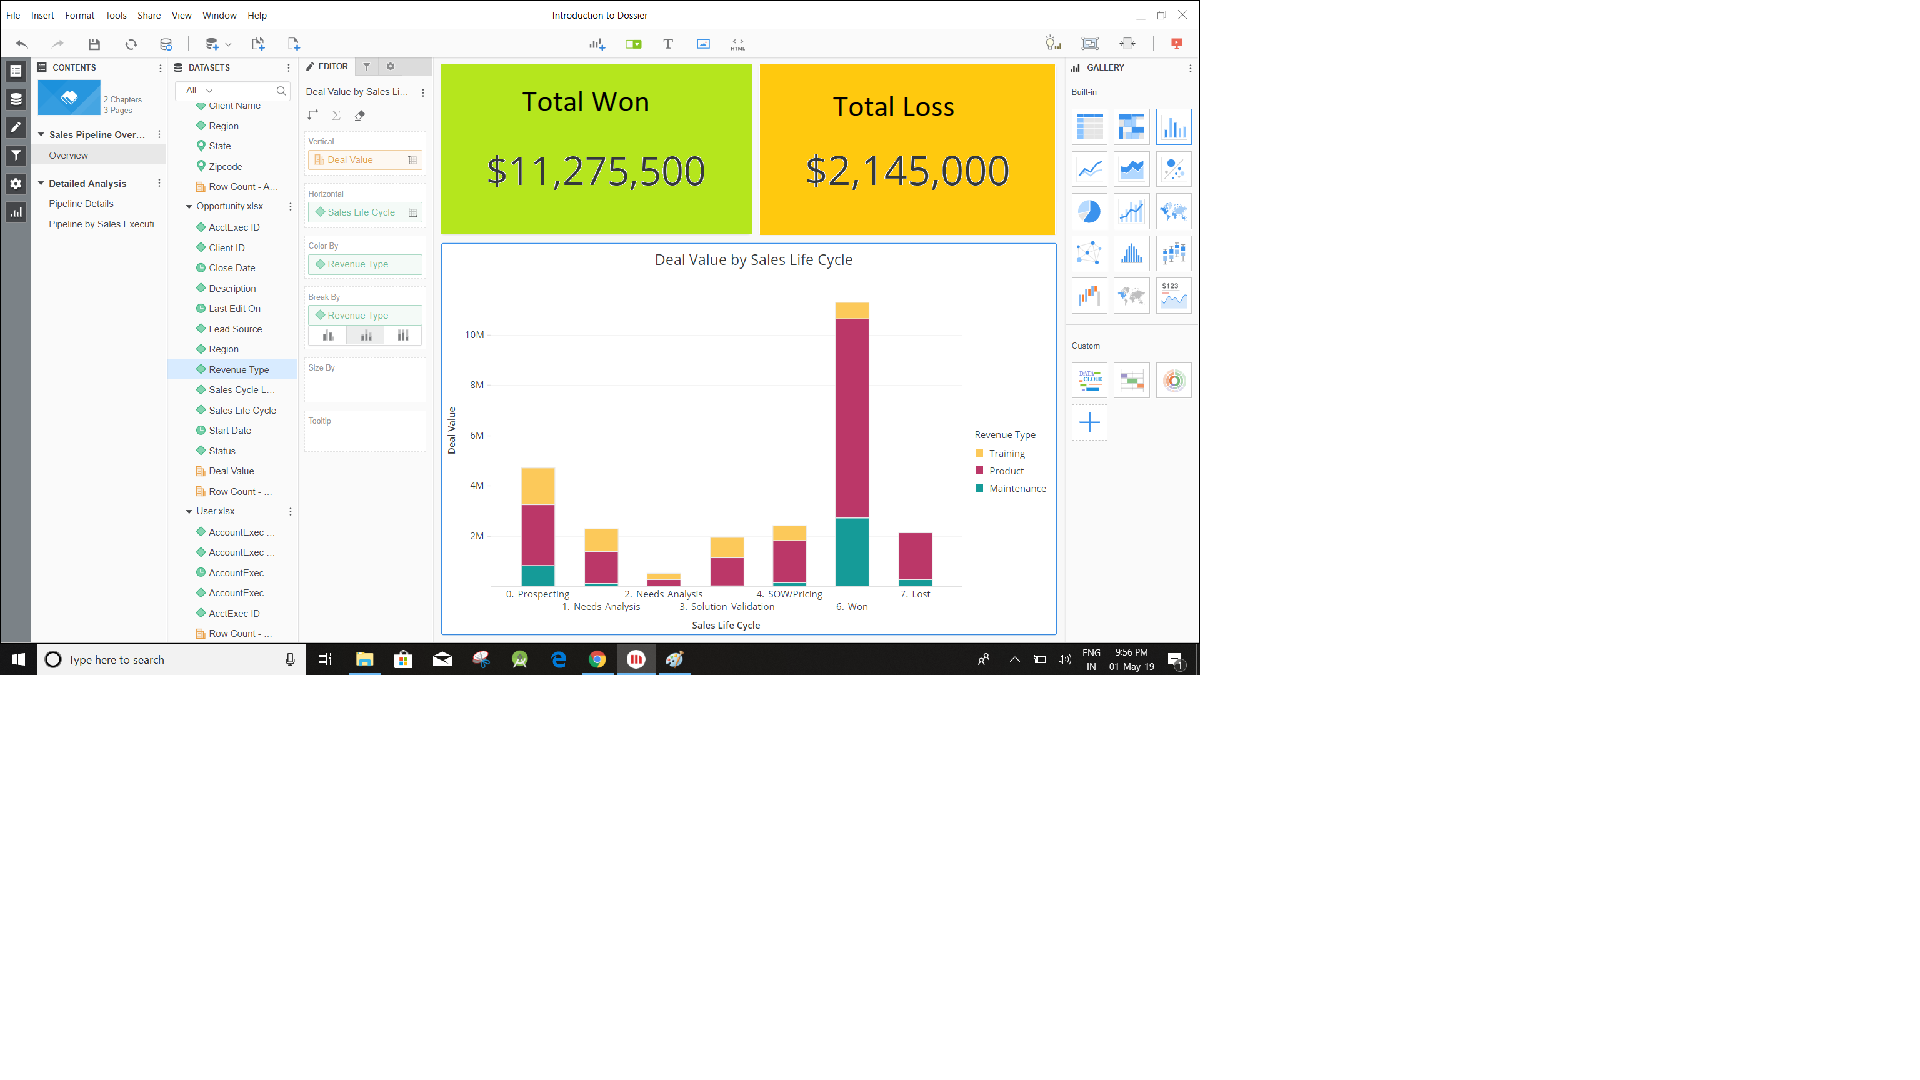 File Insert Format Tools Share View Window Help
Introduction to Dossier
HTML
CONTENTS
2 Chapters
3 Pages
Sales Pipeline Over...
Overview
Detailed Analysis
Pipeline Details
Pipeline by Sales Executi
DATASETS
All
Client Name
Region
State
Zipcode
Row Count - A...
Opportunity.xlsx
AcctExec ID
Client ID
Close Date
Description
Last Edit On
Lead Source
Region
Revenue Type
Sales Cycle L...
Sales Life Cycle
Start Date
Status
Deal Value
Row Count - ...
User.xlsx
AccountExec ...
AccountExec ...
AccountExec
AccountExec
AcctExec ID
Row Count - ...
EDITOR
Deal Value by Sales Li...
Vertical
Deal Value
Horizontal
Sales Life Cycle
Color By
Revenue Type
Break By
Revenue Type
Size By
Tooltip
Total Won
$11,275,500
Total Loss
$2,145,000
Deal Value by Sales Life Cycle
Deal Value
10M
8M
6M
4M
2M
0. Prospecting
1. Needs Analysis
2. Needs Analysis
3. Solution Validation
4. SOW/Pricing
6. Won
7. Lost
Sales Life Cycle
Revenue Type
Training
Product
Maintenance
GALLERY
Built-in
$123
Custom
Type here to search
ENG
IN
9:56 PM
01 May 19
1